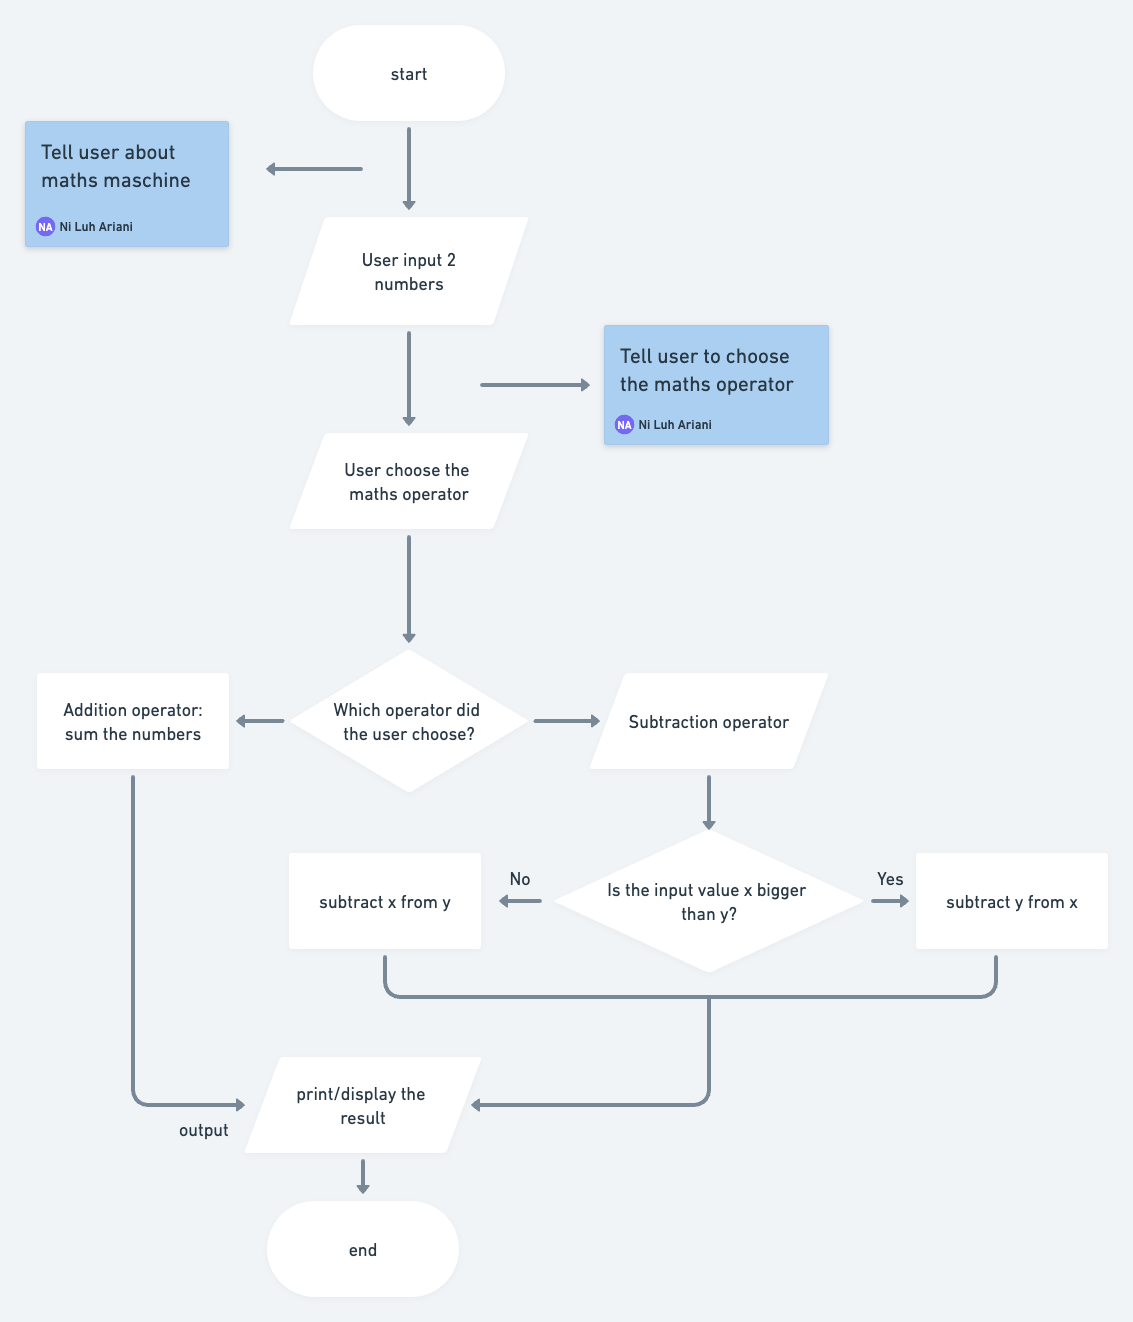 start
Tell user about
maths maschine
NA Ni Luh Ariani
User input 2
numbers
Tell user to choose
the maths operator
NA Ni Luh Ariani
User choose the
maths operator
Which operator did
the user choose?
Addition operator:
sum the numbers
Subtraction operator
Is the input value x bigger
than y?
No
Yes
subtract x from y
subtract y from x
print/display the
result
output
end